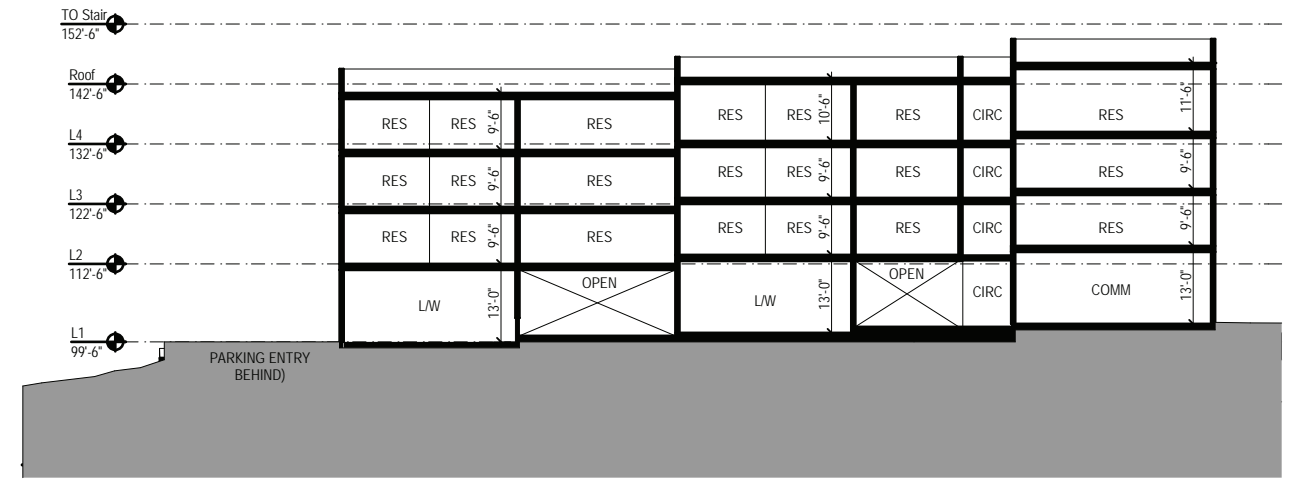 TO Stair
152'-6"
Roof
142'-6"
L4
132'-6"
L3
122'-6"
L2
112'-6"
L1
99'-6"
RES RES 9'-6" RES
RES RES 9'-6" RES
RES RES 9'-6" RES
L/W 13'-0" OPEN
RES RES 10'-6" RES CIRC
RES RES 9'-6" RES CIRC
RES RES 9'-6" RES CIRC
L/W 13'-0" OPEN CIRC
RES 11'-6"
RES 9'-6"
RES 9'-6"
COMM 13'-0"
PARKING ENTRY
BEHIND)